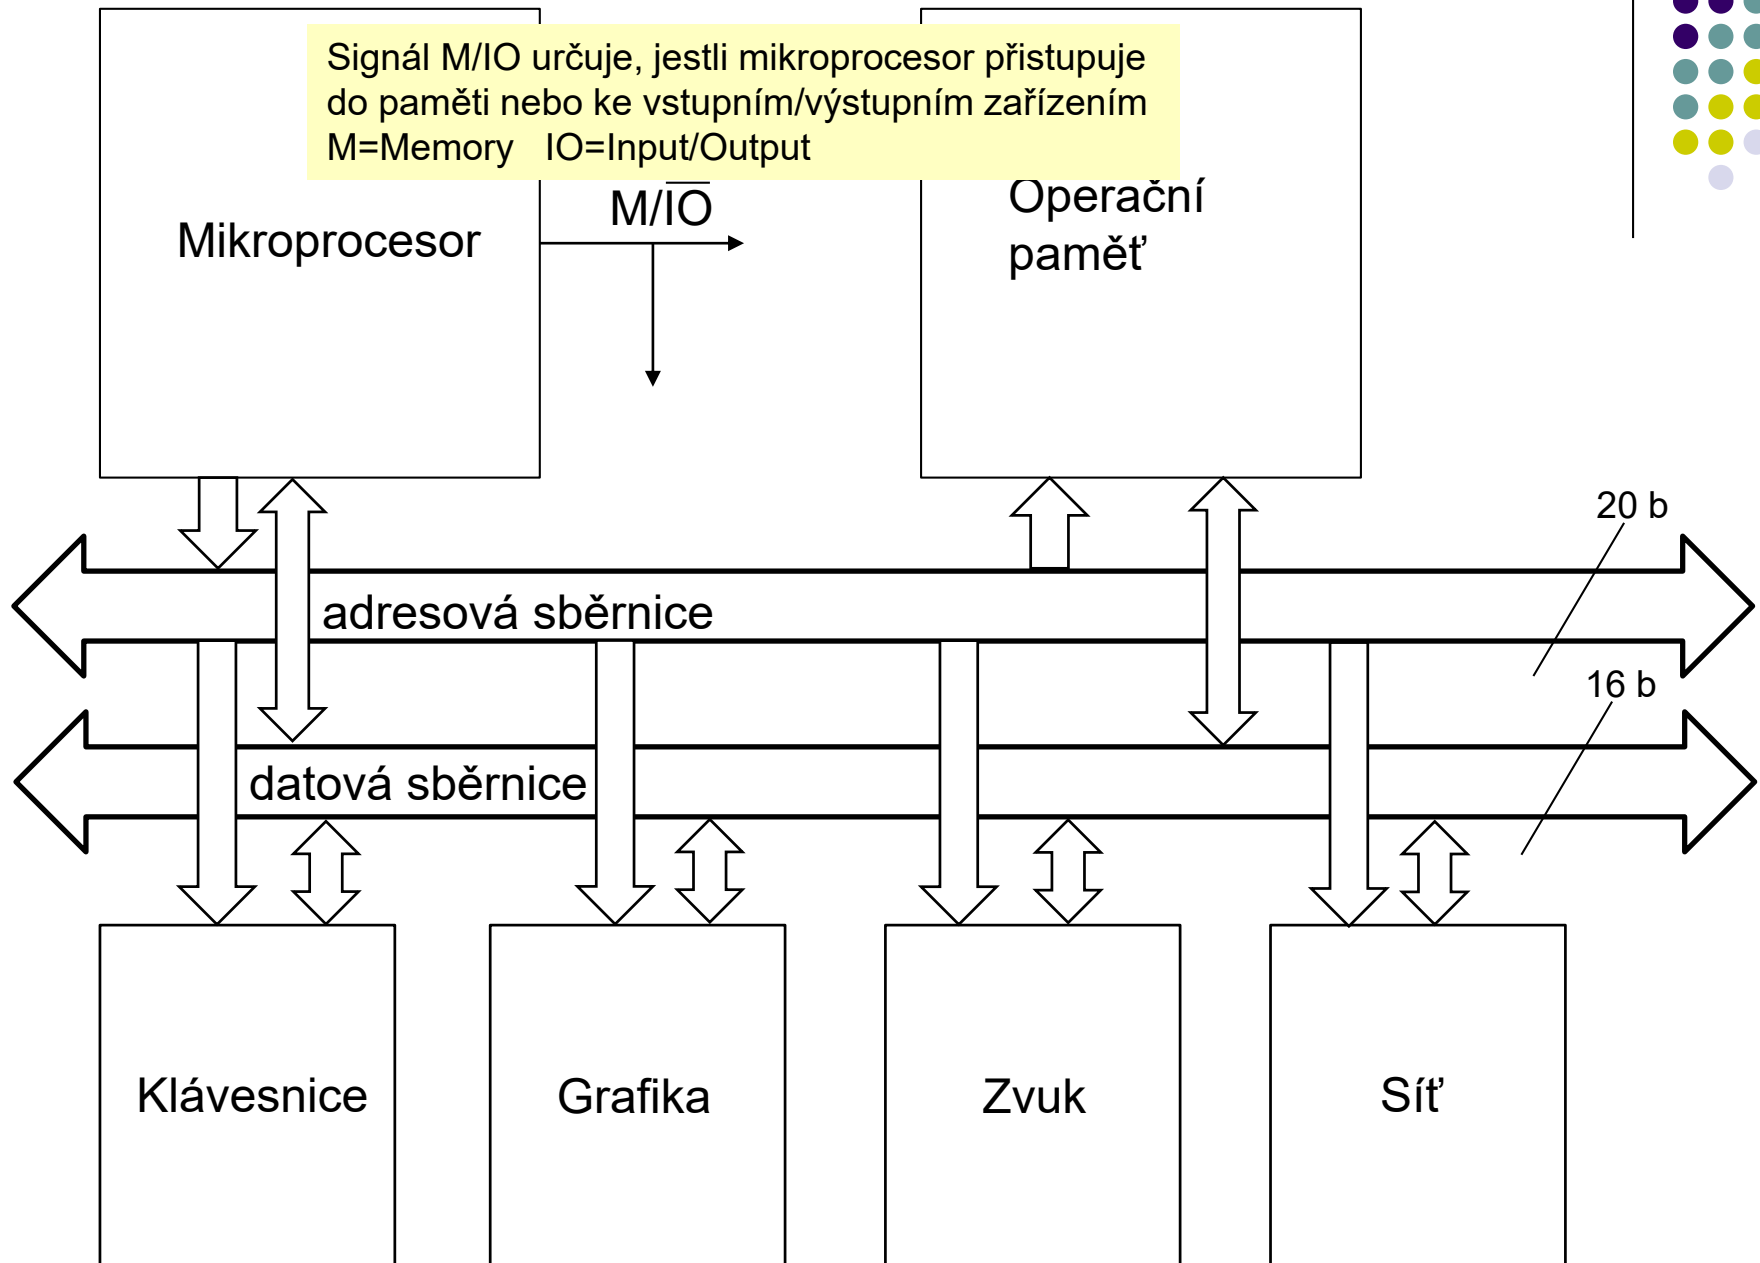 Signál M/IO určuje, jestli mikroprocesor přistupuje
do paměti nebo ke vstupním/výstupním zařízením
M=Memory IO=Input/Output
Mikroprocesor
M/IO
Operační
paměť
20 b
adresová sběrnice
16 b
datová sběrnice
Klávesnice
Grafika
Zvuk
Síť